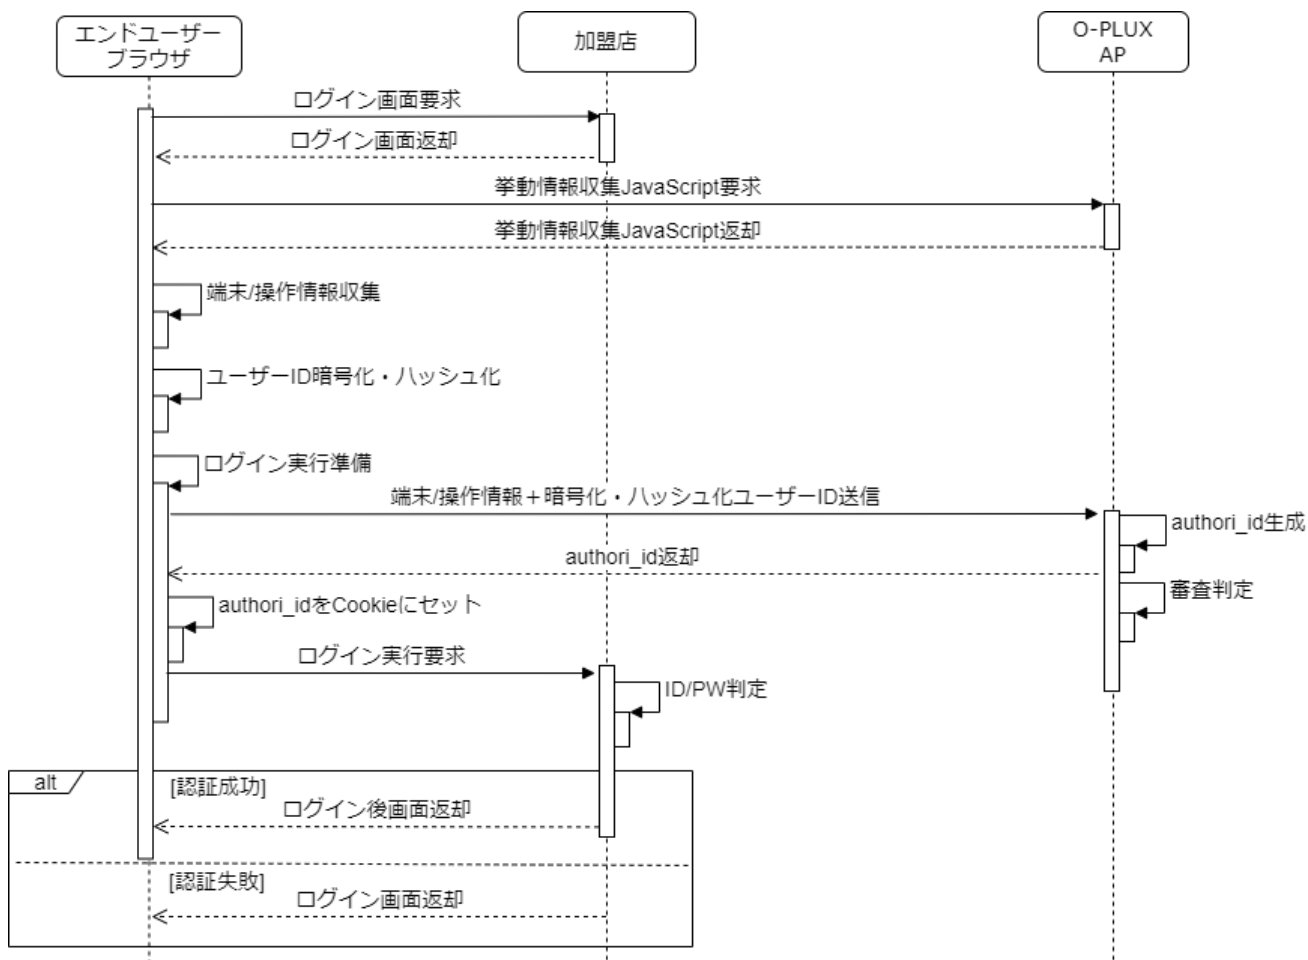 エンドユーザー
ブラウザ
加盟店
O-PLUX
AP
ログイン画面要求
ログイン画面返却
挙動情報収集JavaScript要求
挙動情報収集JavaScript返却
端末/操作情報収集
ユーザーID暗号化・ハッシュ化
ログイン実行準備
端末/操作情報＋暗号化・ハッシュ化ユーザーID送信
authori_id生成
authori_id返却
審査判定
authori_idをCookieにセット
ログイン実行要求
ID/PW判定
alt
[認証成功]
ログイン後画面返却
[認証失敗]
ログイン画面返却